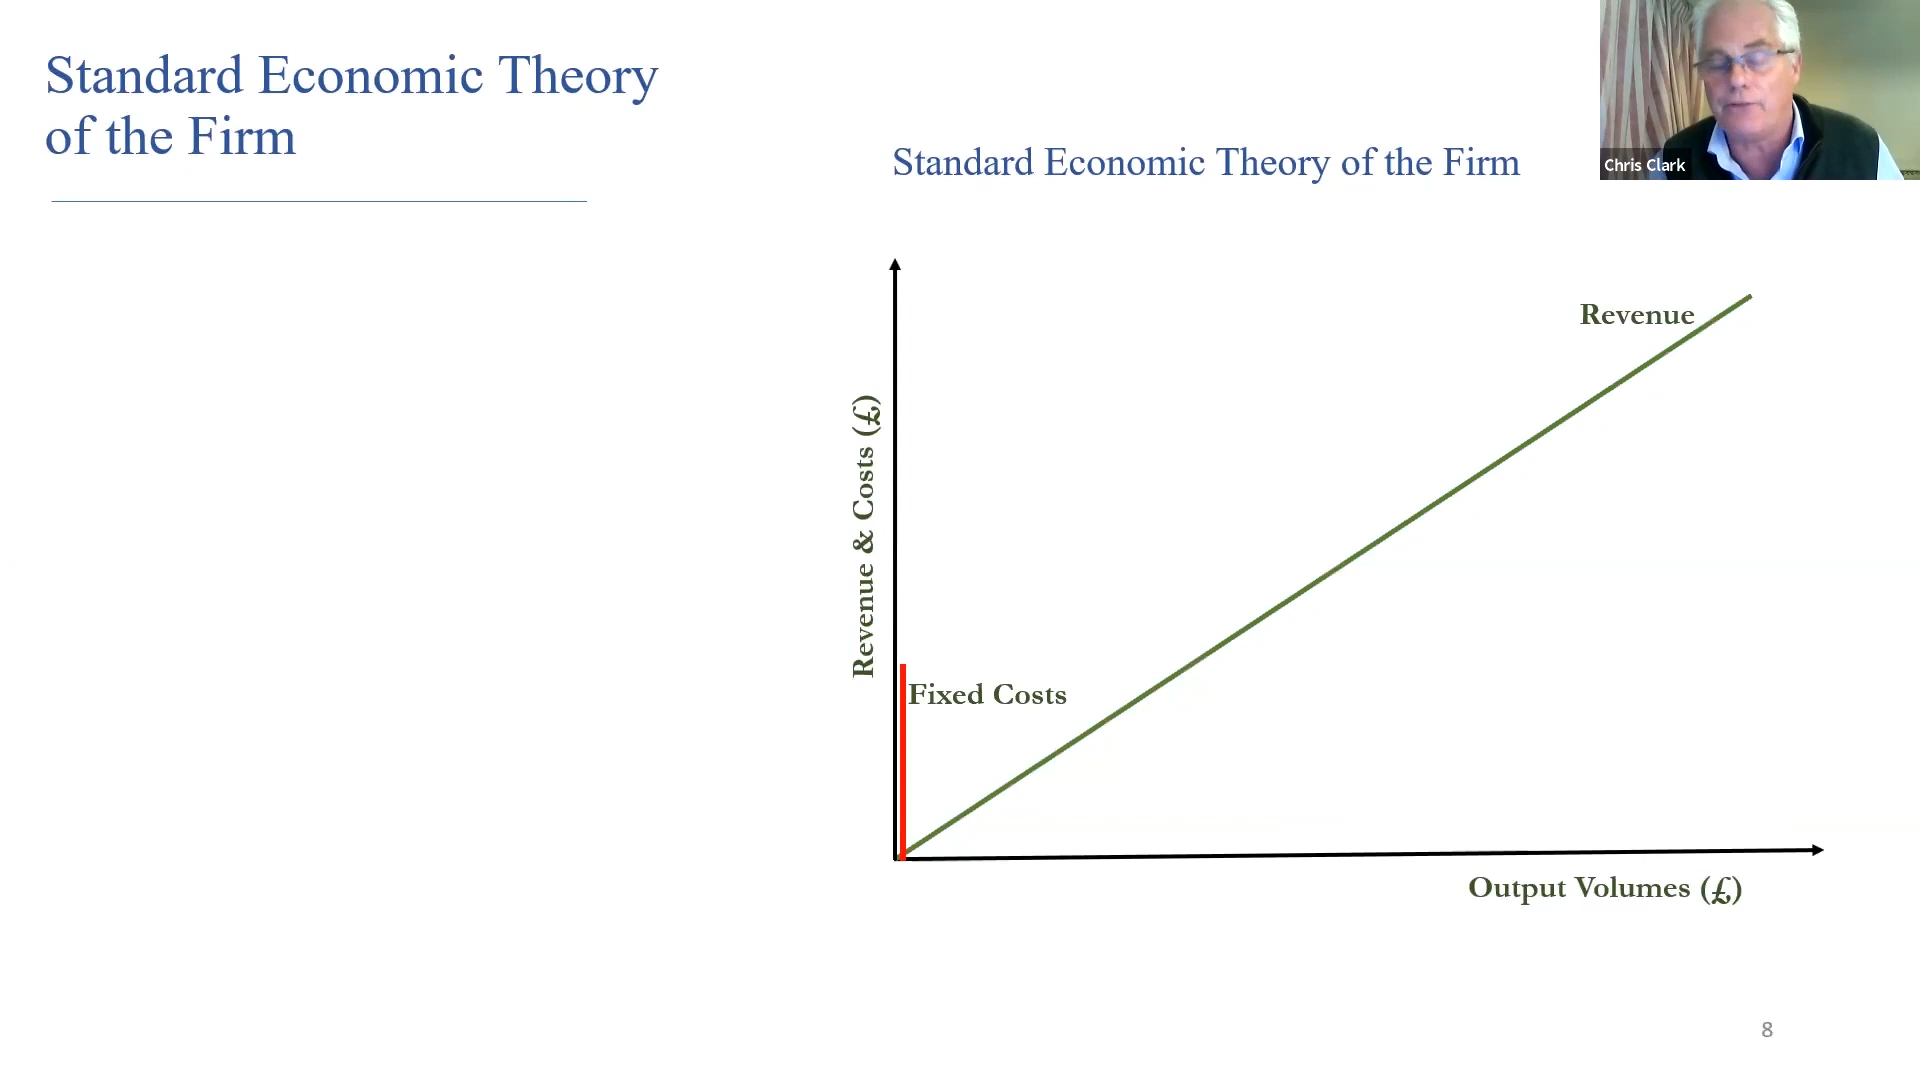 Standard Economic Theory
of the Firm
Standard Economic Theory of the Firm
Chris Clark
Revenue
Revenue & Costs (£)
Fixed Costs
Output Volumes (£)
8